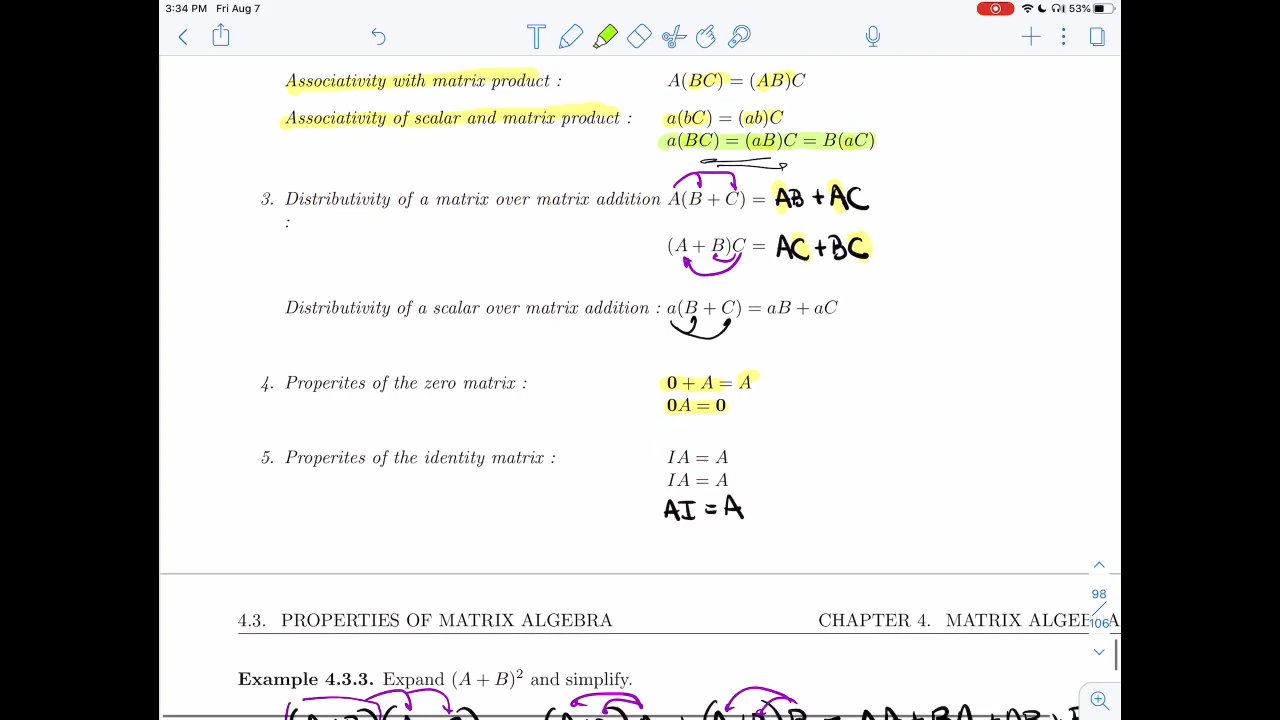 3:34 PM Fri Aug 7 53%
Associativity with matrix product : A(BC) = (AB)C
Associativity of scalar and matrix product : a(bC) = (ab)C
a(BC) = (aB)C = B(aC)
3. Distributivity of a matrix over matrix addition A(B + C) = AB + AC
:
(A + B)C = AC + BC
Distributivity of a scalar over matrix addition : a(B + C) = aB + aC
4. Properites of the zero matrix : 0 + A = A
0A = 0
5. Properites of the identity matrix : IA = A
IA = A
AI = A
98
106
4.3. PROPERTIES OF MATRIX ALGEBRA CHAPTER 4. MATRIX ALGEBRA
Example 4.3.3. Expand (A + B)² and simplify.